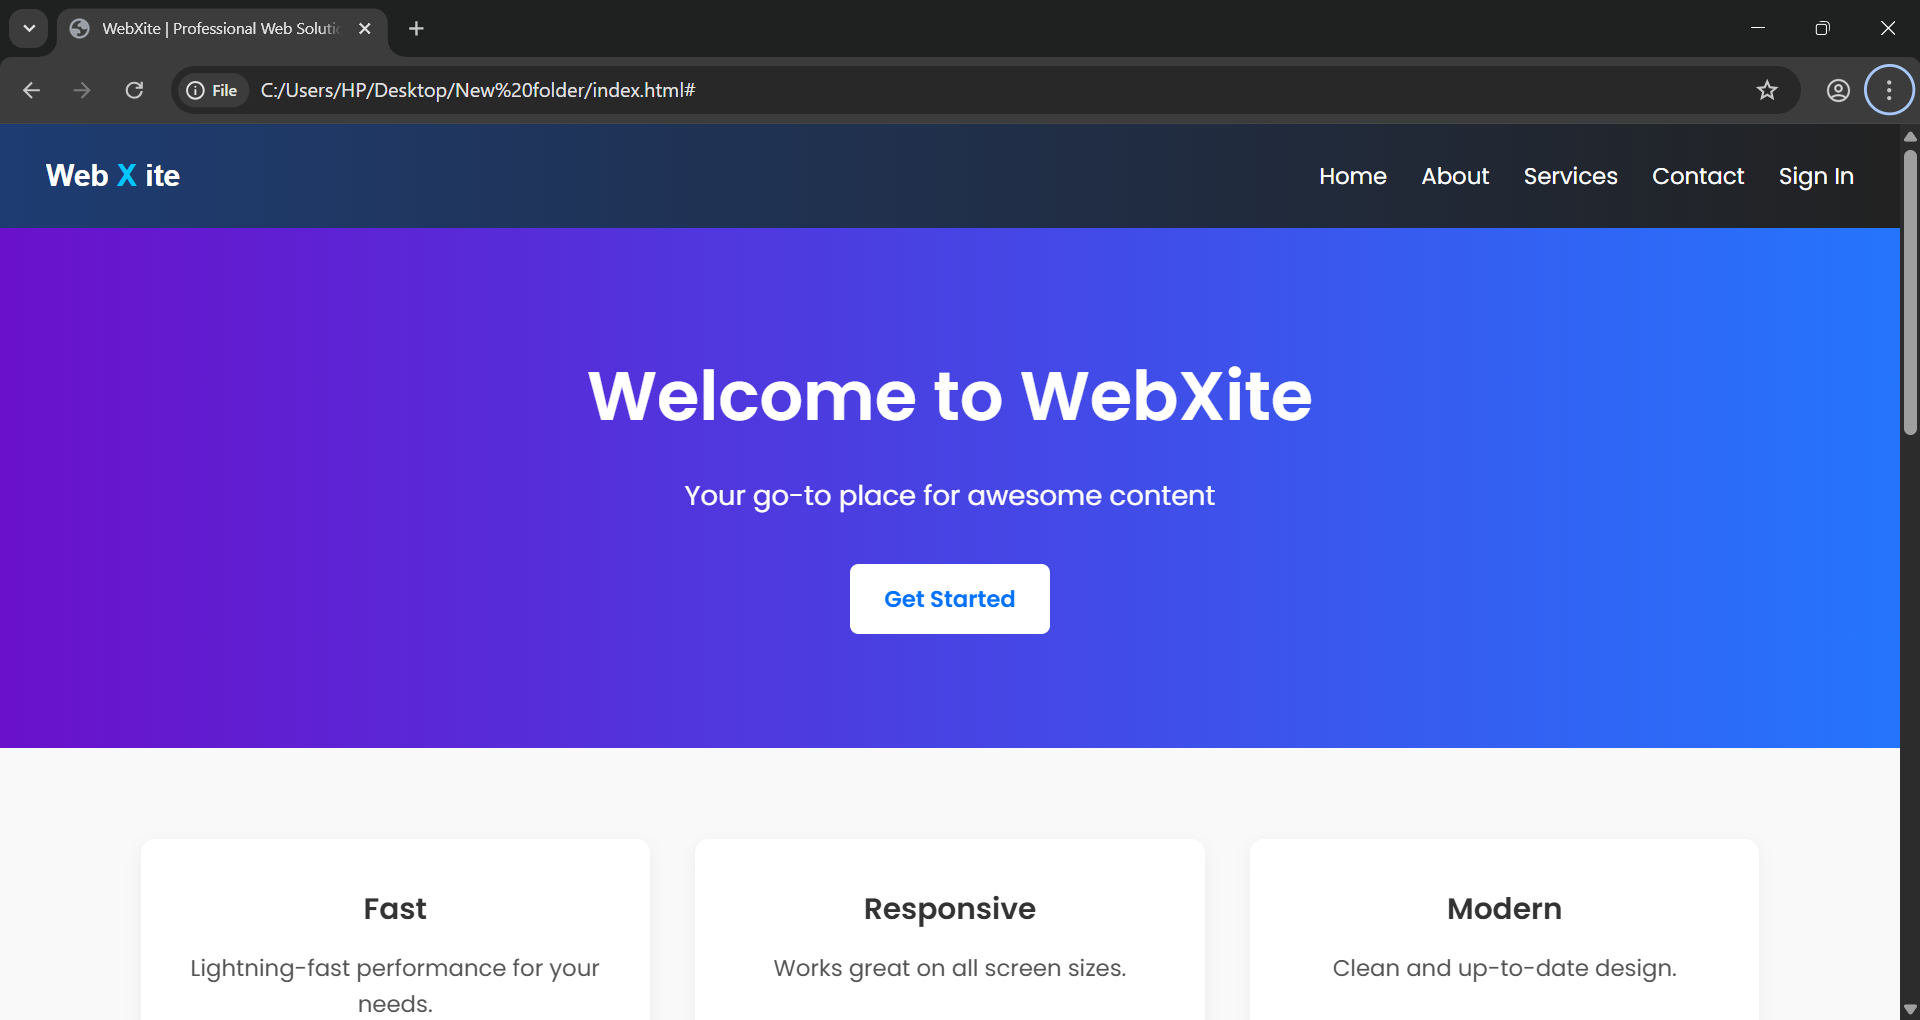 WebXite | Professional Web Soluti
File
C:/Users/HP/Desktop/New%20folder/index.html#
Web X ite
Home About Services Contact Sign In
Welcome to WebXite
Your go-to place for awesome content
Get Started
Fast
Lightning-fast performance for your
needs.
Responsive
Works great on all screen sizes.
Modern
Clean and up-to-date design.